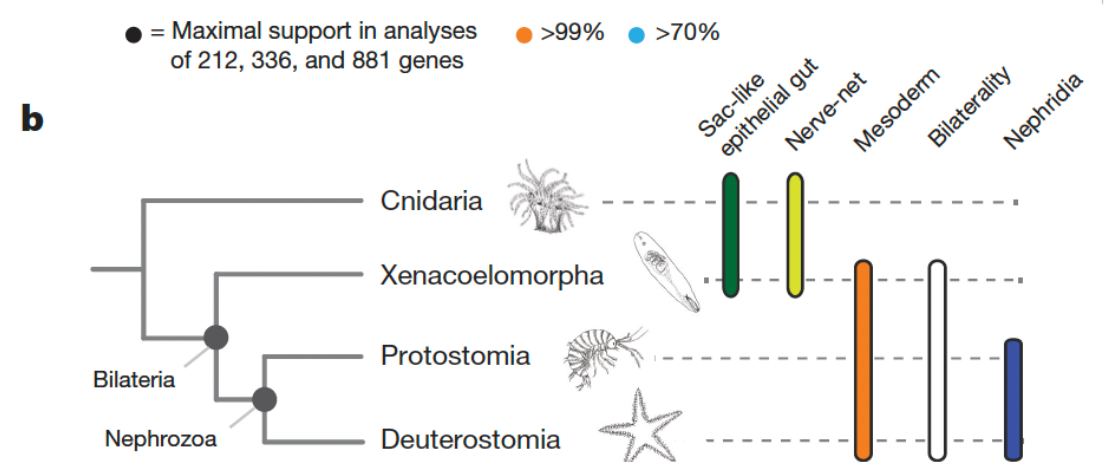 = Maximal support in analyses
of 212, 336, and 881 genes
>99%
>70%
b
Sac-like
epithelial gut
Nerve-net
Mesoderm
Bilaterality
Nephridia
Cnidaria
Xenacoelomorpha
Protostomia
Bilateria
Nephrozoa
Deuterostomia